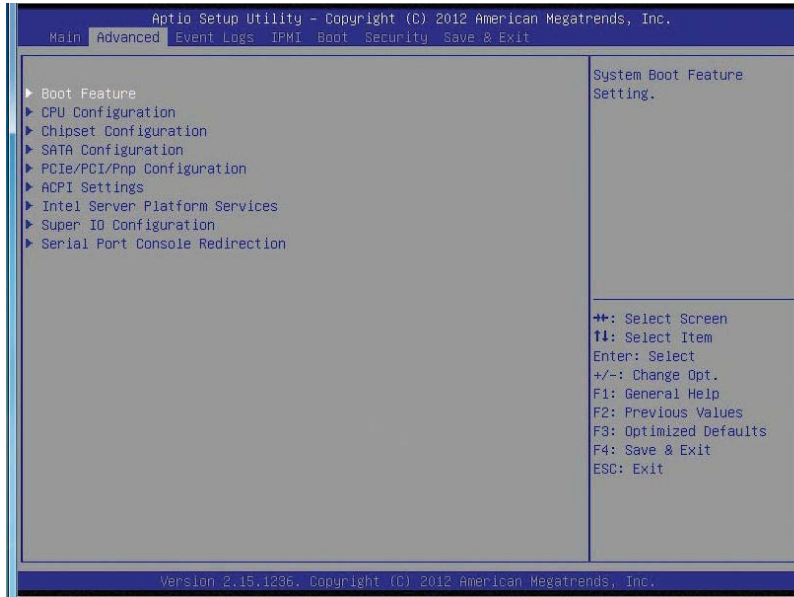 Aptio Setup Utility - Copyright (C) 2012 American Megatrends, Inc.
Main Advanced Event Logs IPMI Boot Security Save & Exit
▶ Boot Feature
▶ CPU Configuration
▶ Chipset Configuration
▶ SATA Configuration
▶ PCIe/PCI/Pnp Configuration
▶ ACPI Settings
▶ Intel Server Platform Services
▶ Super IO Configuration
▶ Serial Port Console Redirection
System Boot Feature
Setting.
→←: Select Screen
↑↓: Select Item
Enter: Select
+/-: Change Opt.
F1: General Help
F2: Previous Values
F3: Optimized Defaults
F4: Save & Exit
ESC: Exit
Version 2.15.1236. Copyright (C) 2012 American Megatrends, Inc.